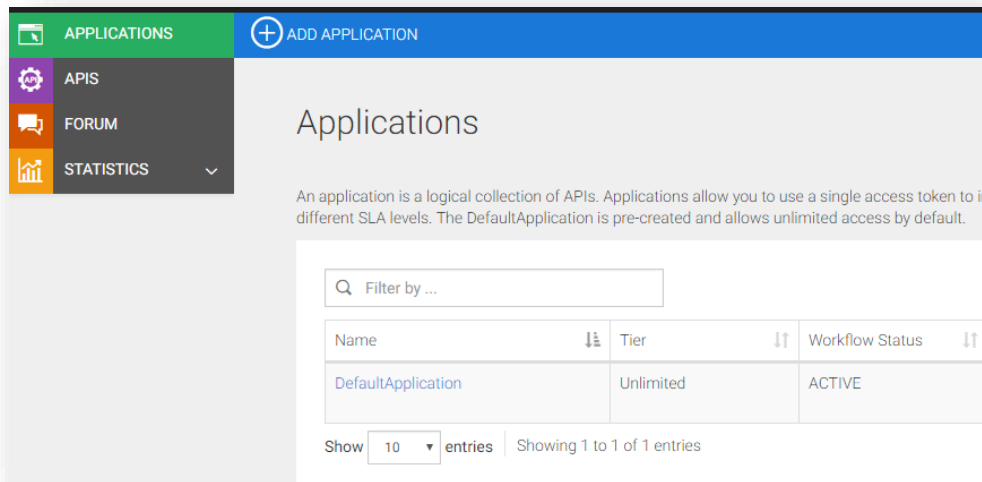 APPLICATIONS
ADD APPLICATION
API
APIS
FORUM
STATISTICS
Applications
An application is a logical collection of APIs. Applications allow you to use a single access token to
different SLA levels. The DefaultApplication is pre-created and allows unlimited access by default.
Filter by ...
Name Tier Workflow Status
DefaultApplication Unlimited ACTIVE
Show 10 entries Showing 1 to 1 of 1 entries